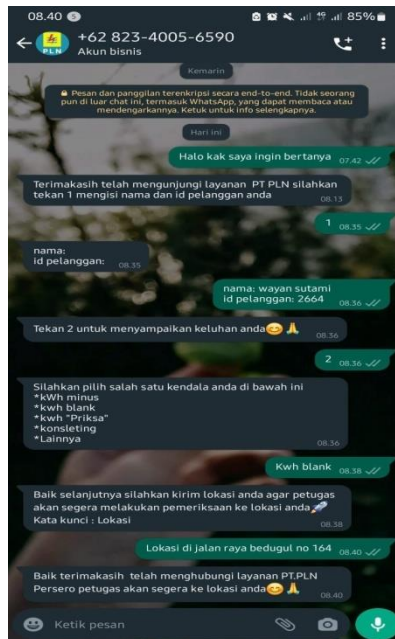 08.40
85%
PLN
+62 823-4005-6590
Akun bisnis
Kemarin
Pesan dan panggilan terenkripsi secara end-to-end. Tidak seorang
pun di luar chat ini, termasuk WhatsApp, yang dapat membaca atau
mendengarkannya. Ketuk untuk info selengkapnya.
Hari ini
Halo kak saya ingin bertanya 07.42
Terimakasih telah mengunjungi layanan PT PLN silahkan
tekan 1 mengisi nama dan id pelanggan anda
08.13
1 08.35
nama:
id pelanggan: 08.35
nama: wayan sutami
id pelanggan: 2664 08.36
Tekan 2 untuk menyampaikan keluhan anda😊🙏
08.36
2 08.36
Silahkan pilih salah satu kendala anda di bawah ini
*kWh minus
*kwh blank
*kwh "Priksa"
*konsleting
*Lainnya
08.36
Kwh blank 08.38
Baik selanjutnya silahkan kirim lokasi anda agar petugas
akan segera melakukan pemeriksaan ke lokasi anda🚀
Kata kunci : Lokasi
08.38
Lokasi di jalan raya bedugul no 164 08.40
Baik terimakasih telah menghubungi layanan PT.PLN
Persero petugas akan segera ke lokasi anda😊🙏
08.40
Ketik pesan